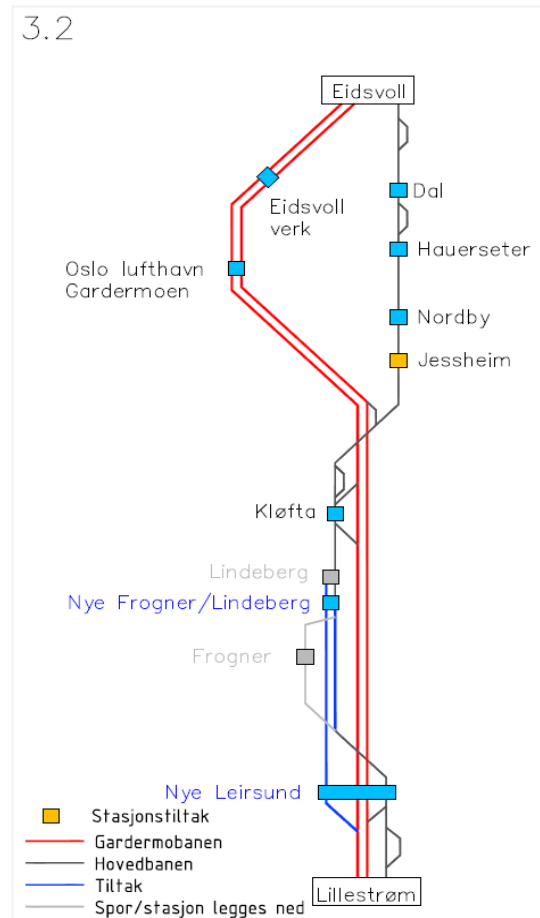 3.2
Eidsvoll
Dal
Eidsvoll
verk
Hauerseter
Oslo lufthavn
Gardermoen
Nordby
Jessheim
Kløfta
Lindeberg
Nye Frogner/Lindeberg
Frogner
Nye Leirsund
Stasjonstiltak
Gardermobanen
Hovedbanen
Tiltak
Spor/stasjon legges ned
Lillestrøm